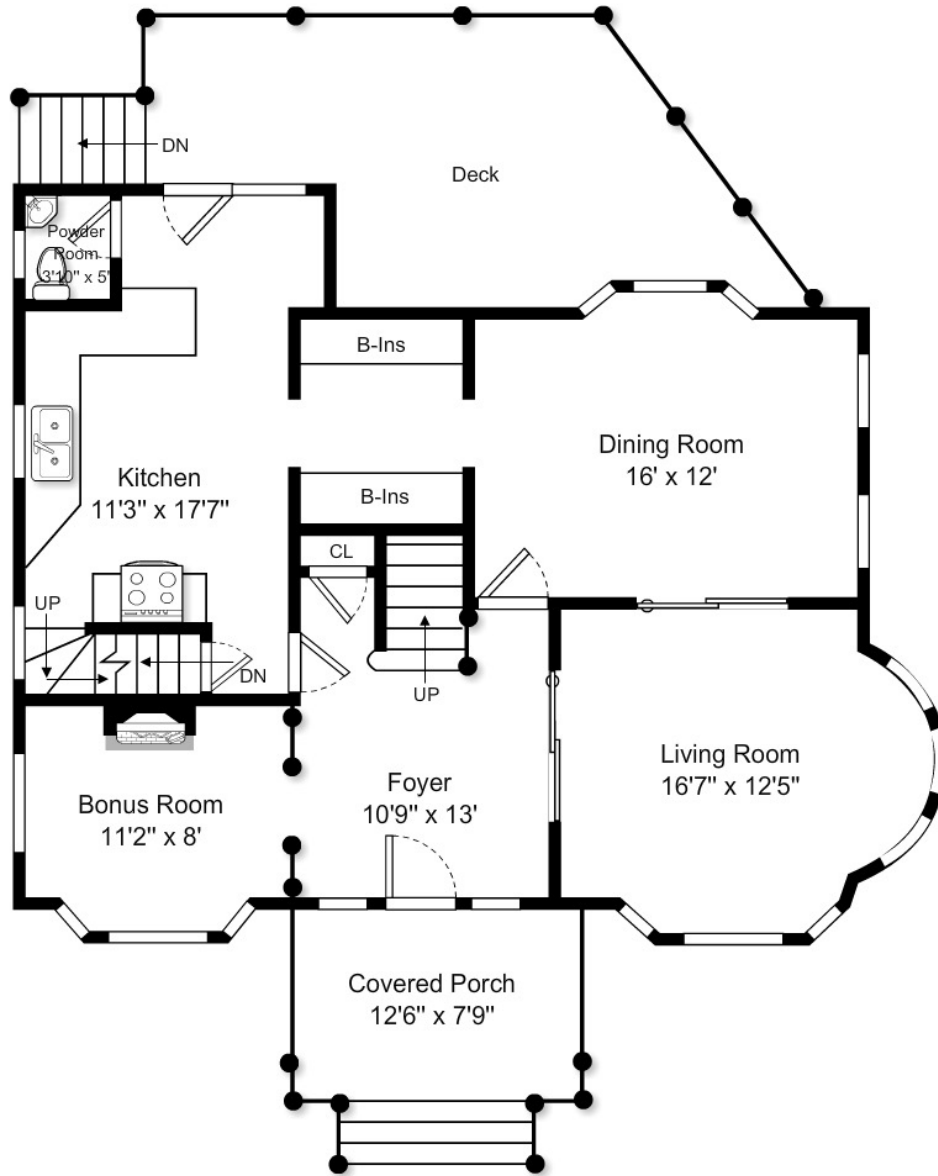 DN
Deck
Powder
Room
3'10" x 5'
B-Ins
Dining Room
16' x 12'
Kitchen
11'3" x 17'7"
B-Ins
CL
UP
DN
UP
Living Room
16'7" x 12'5"
Foyer
10'9" x 13'
Bonus Room
11'2" x 8'
Covered Porch
12'6" x 7'9"